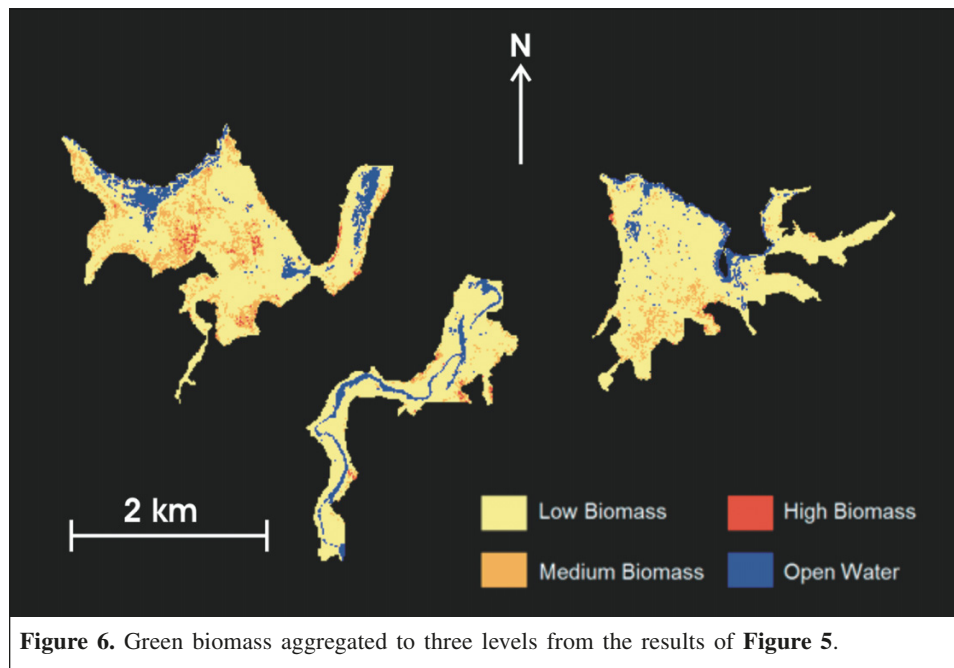 N
2 km
Low Biomass
High Biomass
Medium Biomass
Open Water
Figure 6. Green biomass aggregated to three levels from the results of Figure 5.